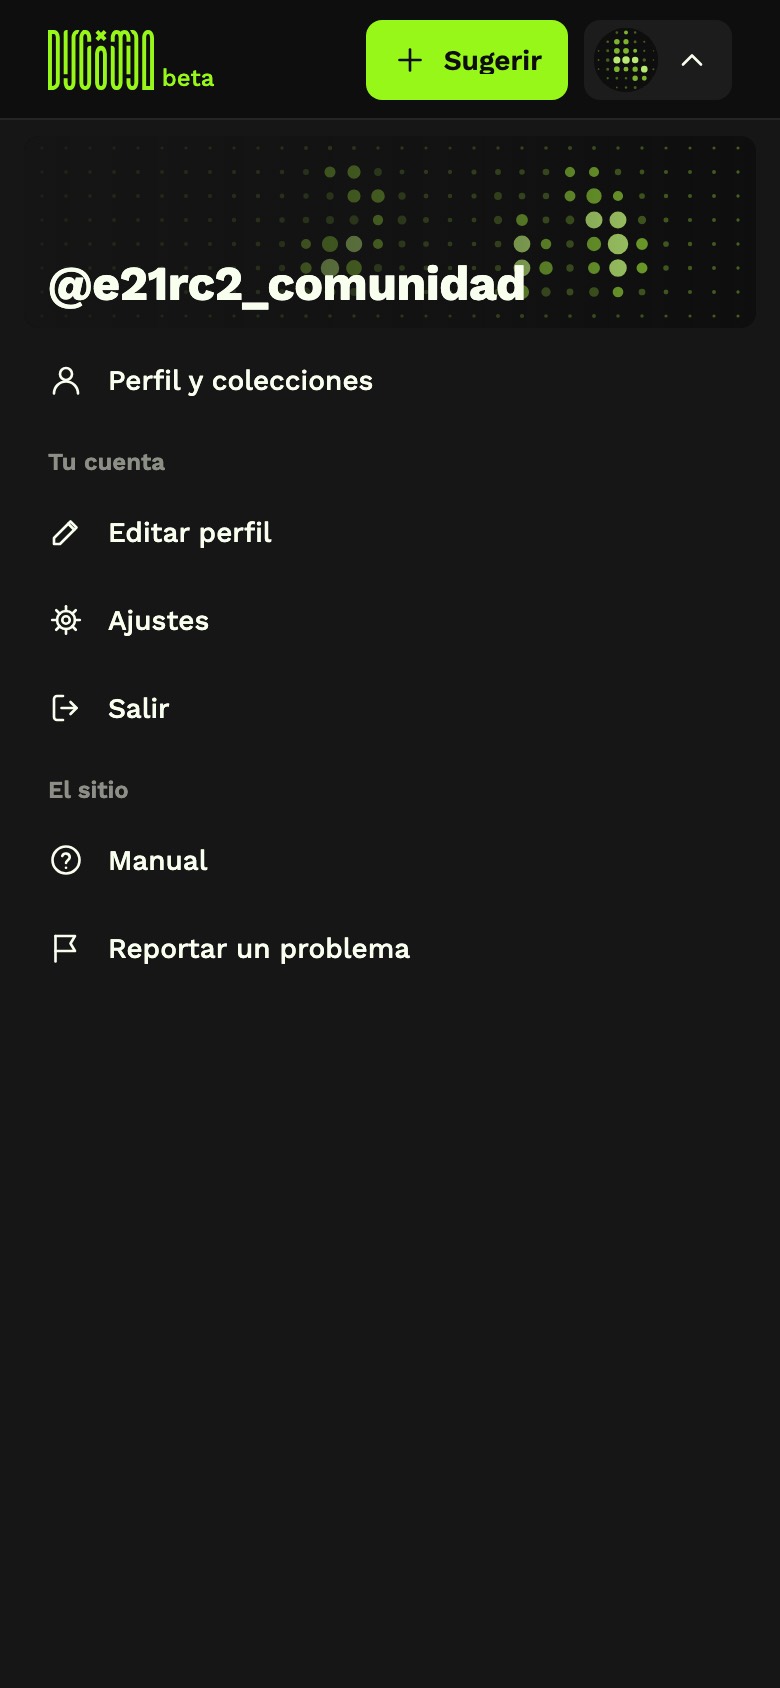 beta
Sugerir
@e21rc2_comunidad
Perfil y colecciones
Tu cuenta
Editar perfil
Ajustes
Salir
El sitio
Manual
Reportar un problema